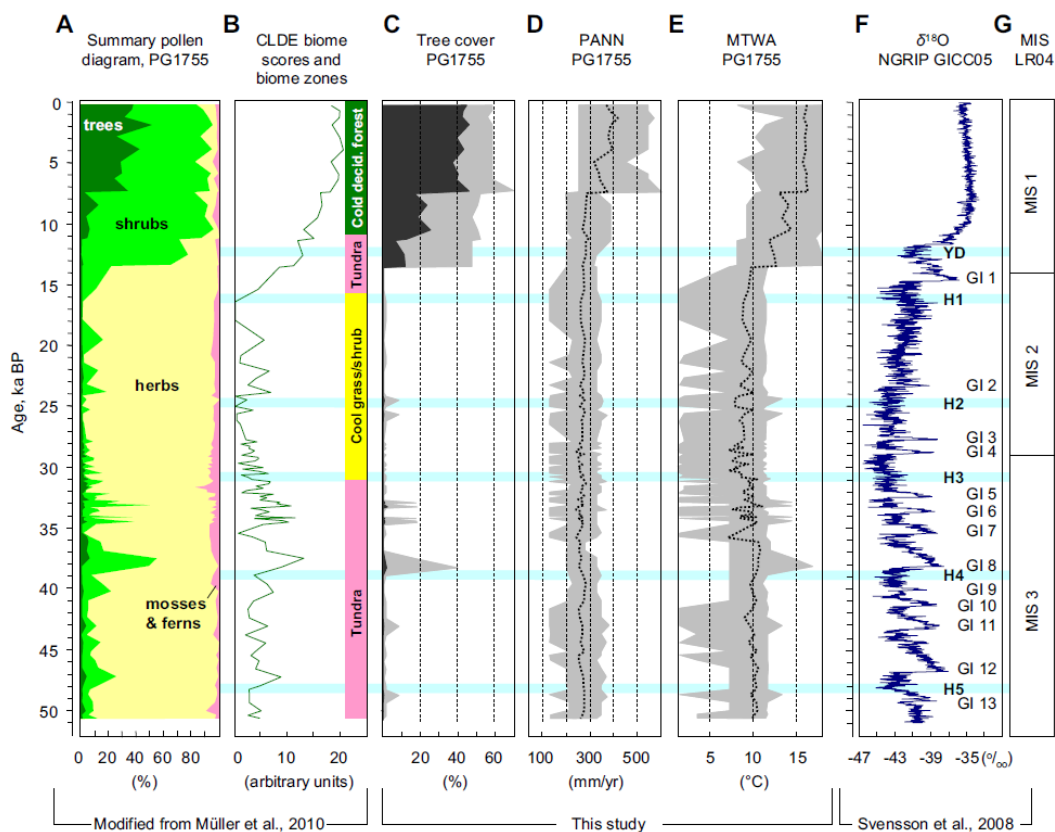 A B C D E F G
Summary pollen diagram, PG1755
CLDE biome scores and biome zones
Tree cover PG1755
PANN PG1755
MTWA PG1755
δ¹⁸O NGRIP GICC05
MIS LR04
Age, ka BP
0
5
10
15
20
25
30
35
40
45
50
trees
shrubs
herbs
mosses
& ferns
Cold decid. forest
Tundra
Cool grass/shrub
Tundra
YD
GI 1
H1
GI 2
H2
GI 3
GI 4
H3
GI 5
GI 6
GI 7
GI 8
H4
GI 9
GI 10
GI 11
GI 12
H5
GI 13
MIS 1
MIS 2
MIS 3
0 20 60 100
0 10 20
20 40 60
100 300 500
5 10 15
-47 -43 -39 -35 (⁰/₀₀)
(%)
(arbitrary units)
(%)
(mm/yr)
(°C)
Modified from Müller et al., 2010
This study
Svensson et al., 2008